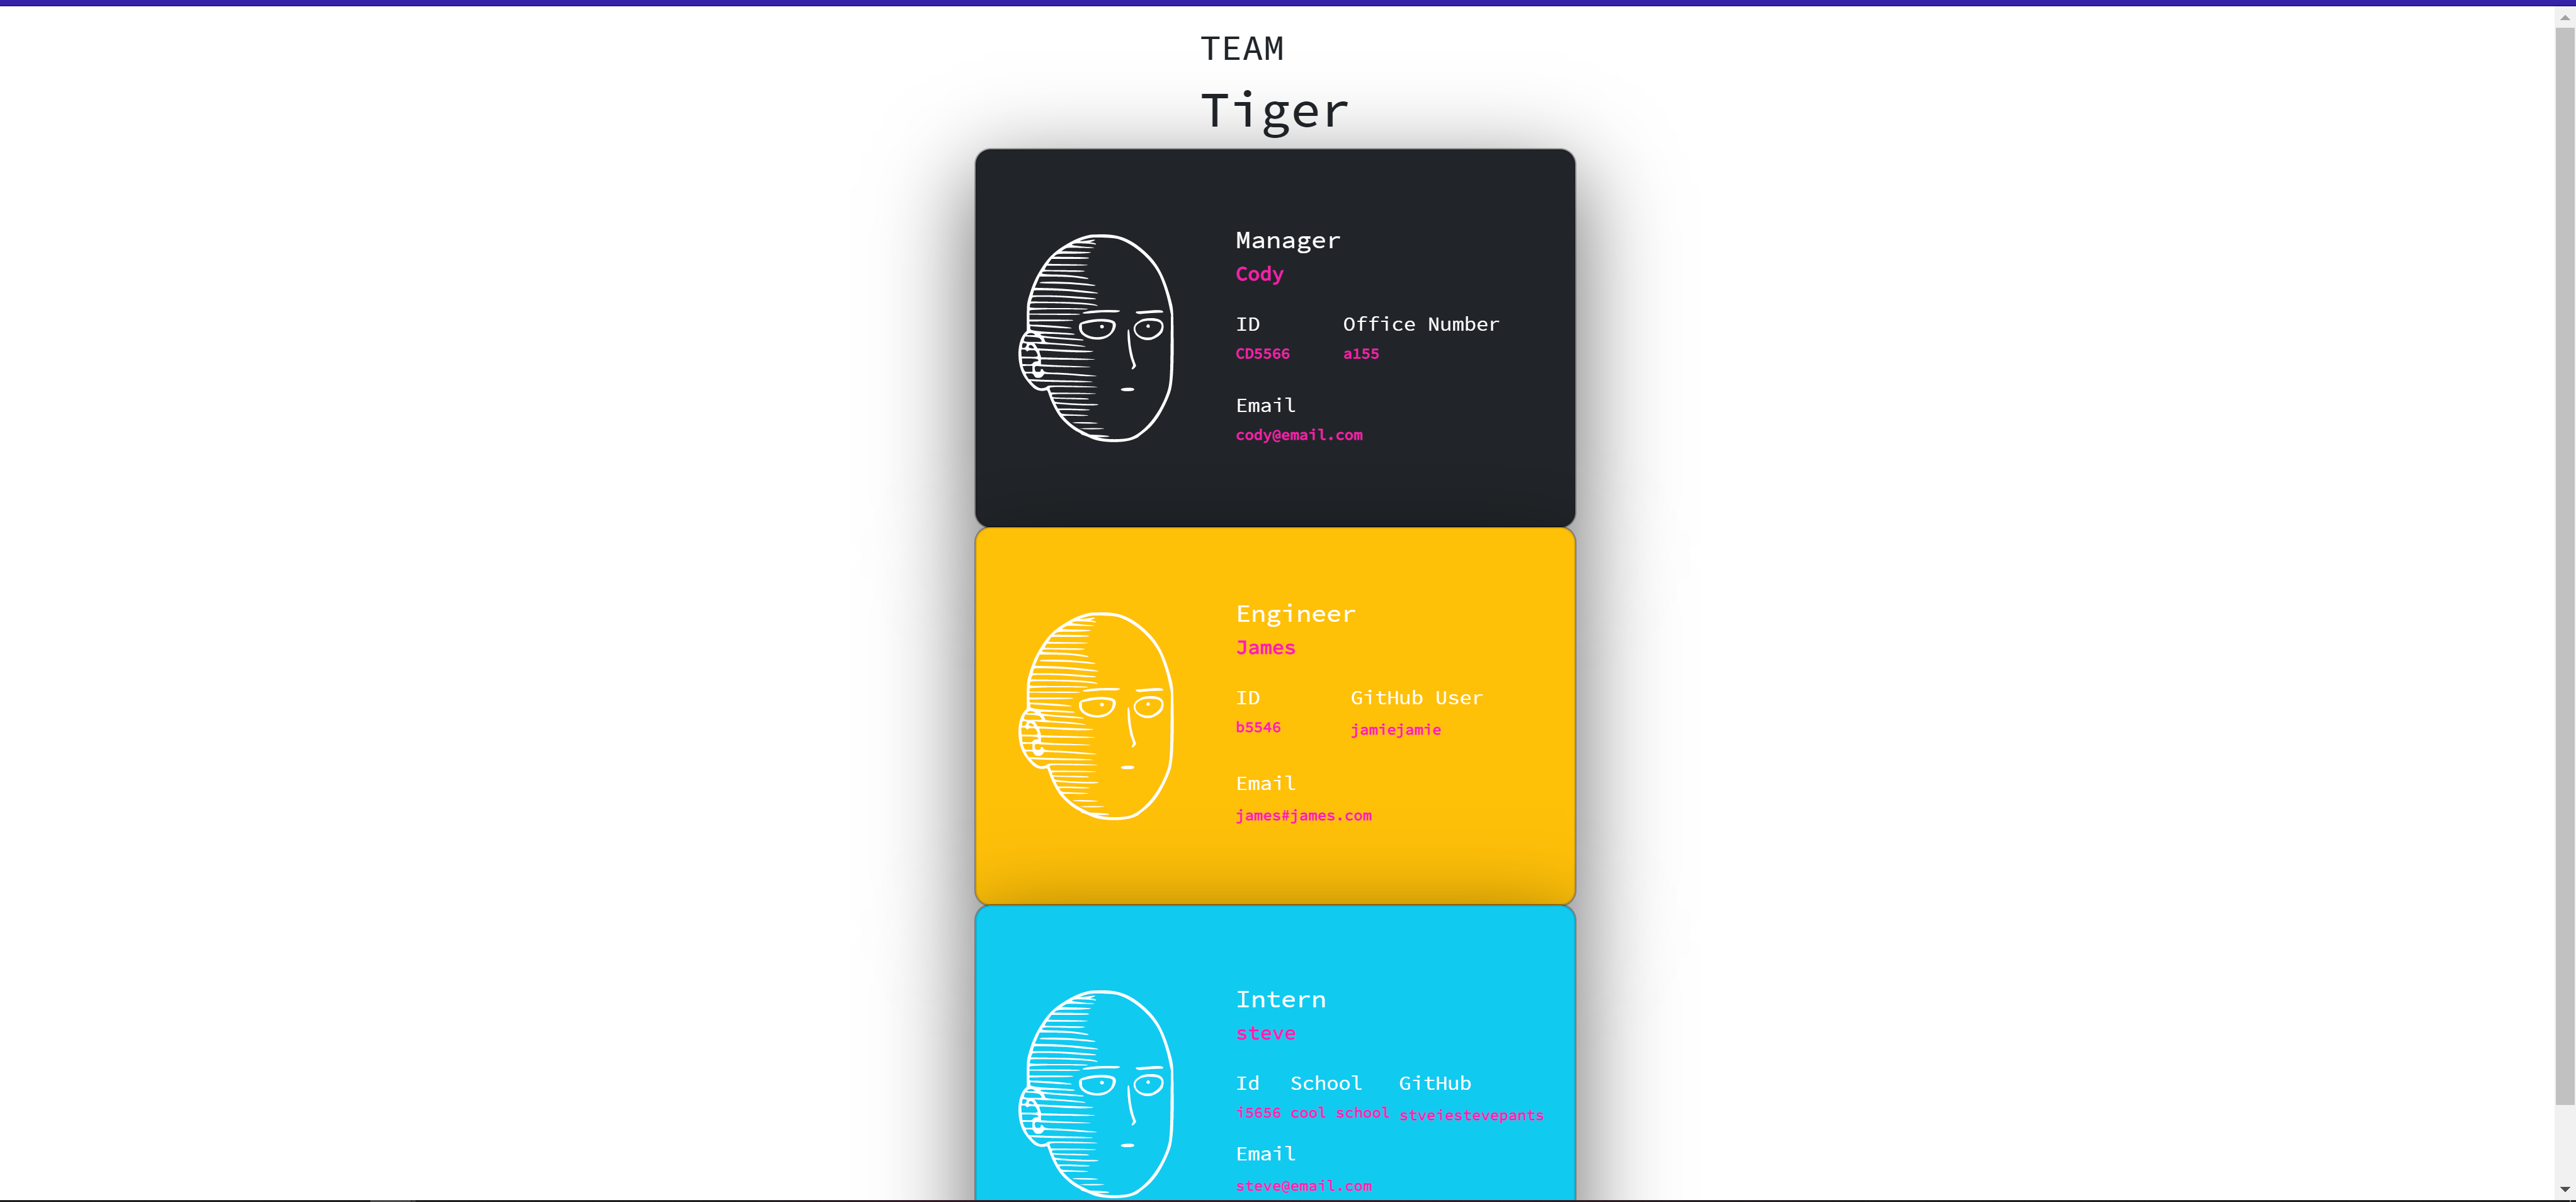 TEAM
Tiger
Manager
Cody
ID Office Number
CD5566 a155
Email
cody@email.com
Engineer
James
ID GitHub User
b5546 jamiejamie
Email
james#james.com
Intern
steve
Id School GitHub
i5656 cool school stveiestevepants
Email
steve@email.com